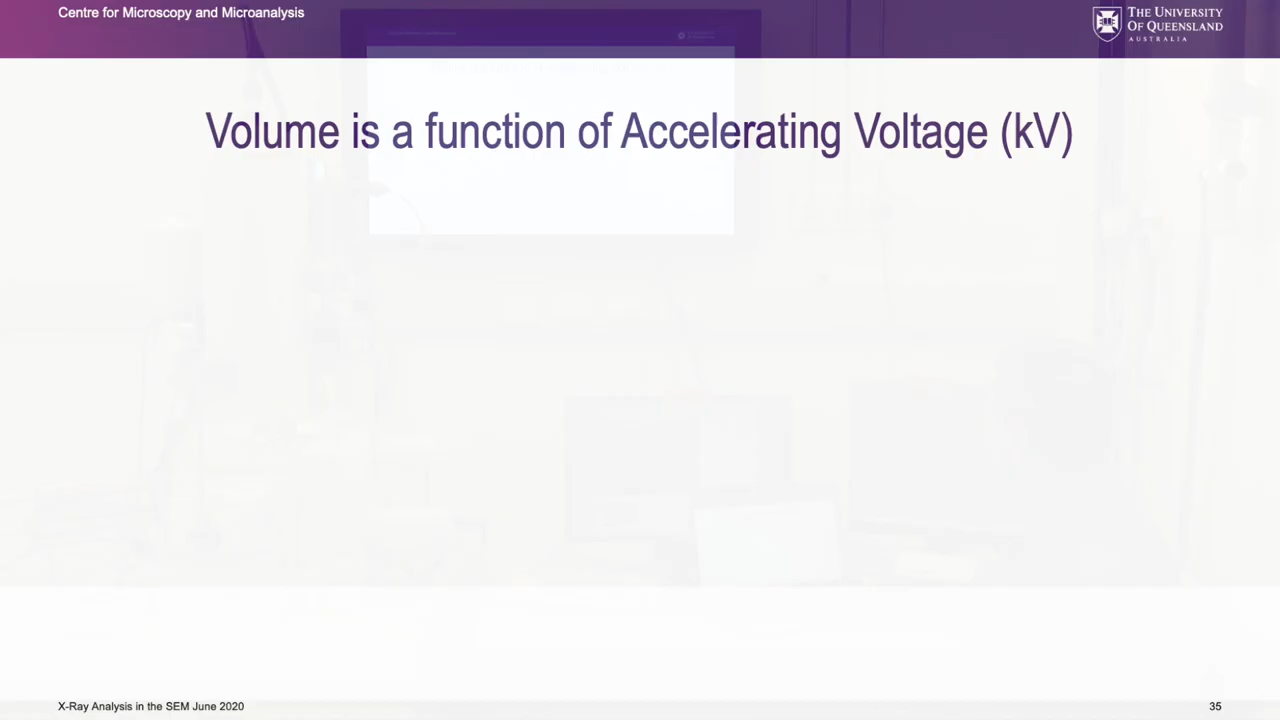 Centre for Microscopy and Microanalysis
THE UNIVERSITY
OF QUEENSLAND
AUSTRALIA
Volume is a function of Accelerating Voltage (kV)
X-Ray Analysis in the SEM June 2020
35